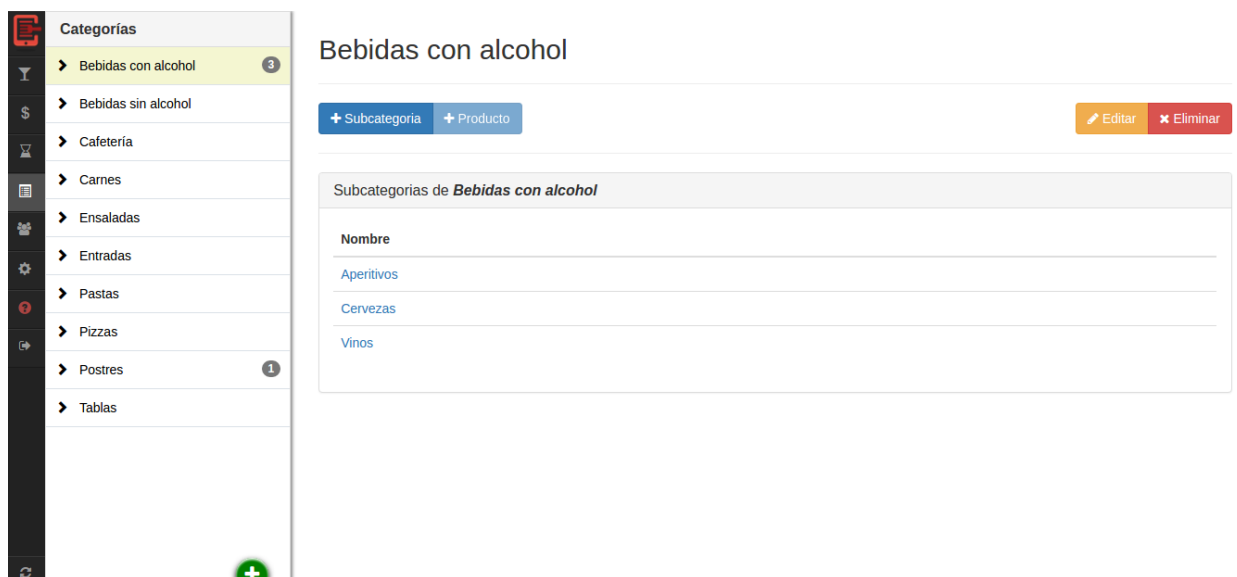 Categorías
Bebidas con alcohol 3
Bebidas sin alcohol
Cafetería
Carnes
Ensaladas
Entradas
Pastas
Pizzas
Postres 1
Tablas
Bebidas con alcohol
Subcategoria Producto Editar Eliminar
Subcategorias de Bebidas con alcohol
Nombre
Aperitivos
Cervezas
Vinos